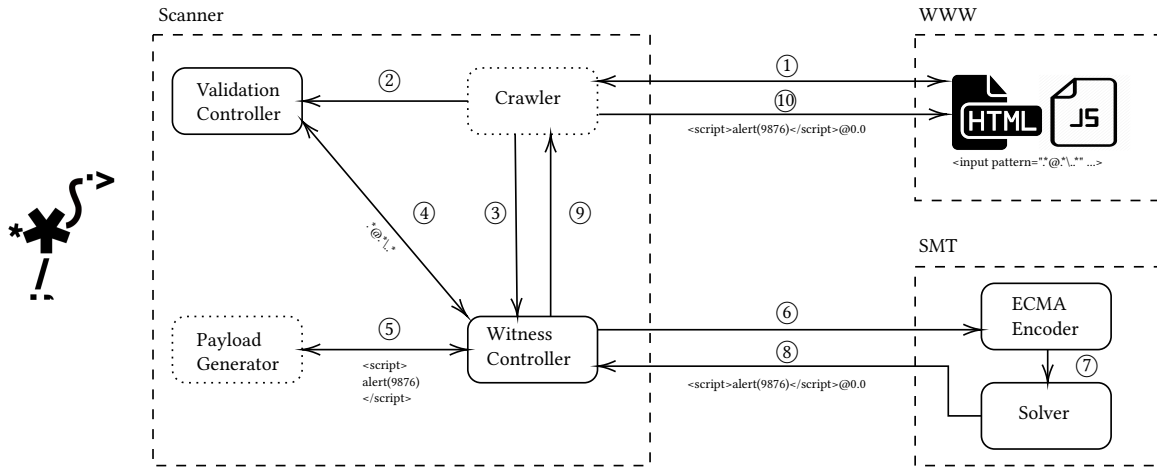 Scanner
WWW
Validation
Controller
②
Crawler
①
⑩
<script>alert(9876)</script>@0.0
HTML
JS
<input pattern=".*@.*\..*" ...>
④
.*@.*\..*
③
⑨
SMT
Payload
Generator
⑤
<script>
alert(9876)
</script>
Witness
Controller
⑥
⑧
<script>alert(9876)</script>@0.0
ECMA
Encoder
⑦
Solver